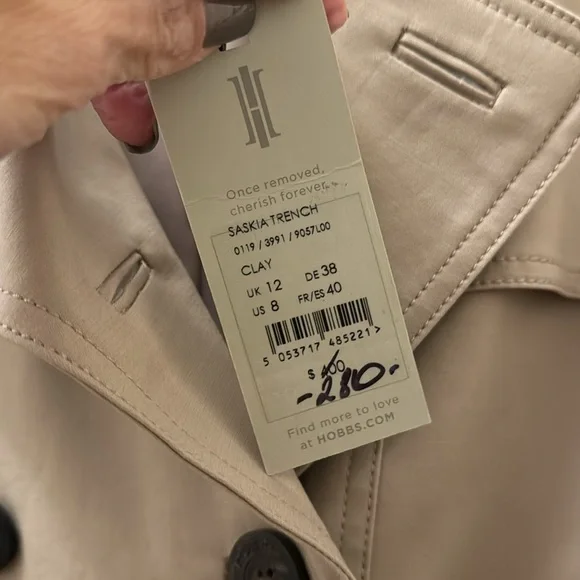 Once removed,
cherish forever...
SASKIA TRENCH
0119 / 3991 / 9057L00
CLAY
UK 12 DE 38
US 8 FR/ES 40
5 053717 485221 >
$ 400
-280-
Find more to love
at HOBBS.COM